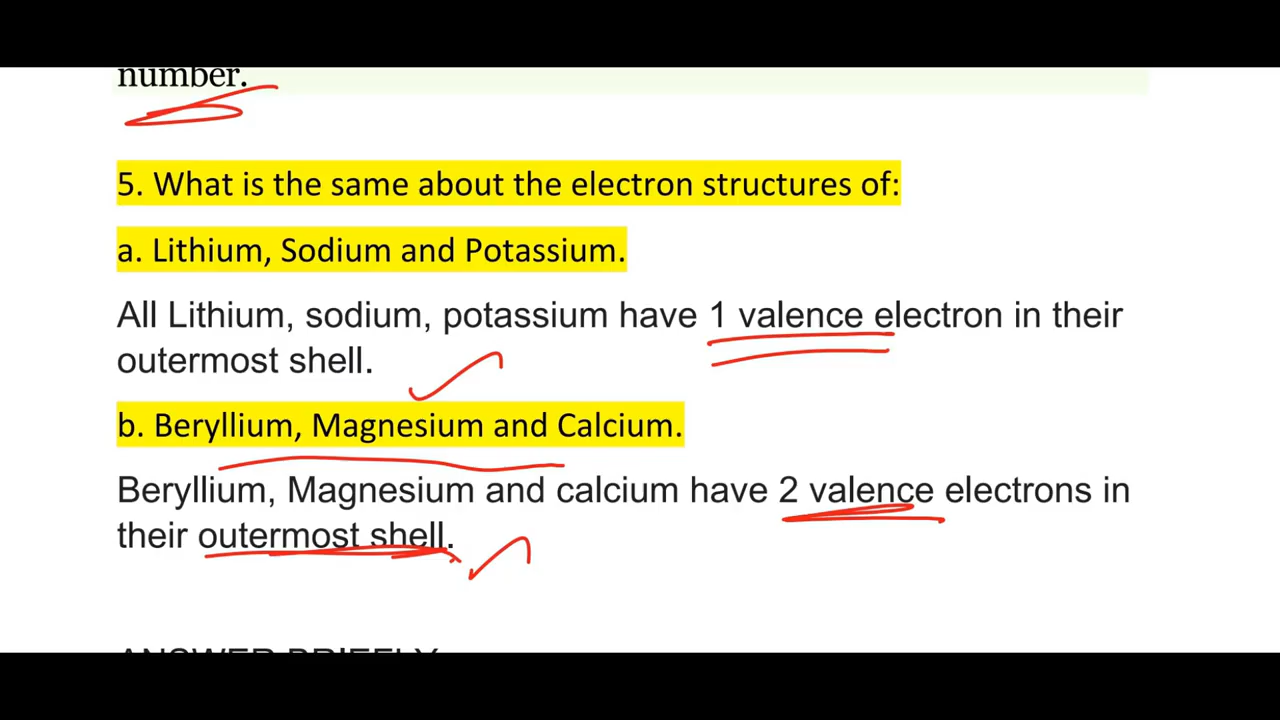 number.
5. What is the same about the electron structures of:
a. Lithium, Sodium and Potassium.
All Lithium, sodium, potassium have 1 valence electron in their
outermost shell.
b. Beryllium, Magnesium and Calcium.
Beryllium, Magnesium and calcium have 2 valence electrons in
their outermost shell.
ANSWER BRIEFLY